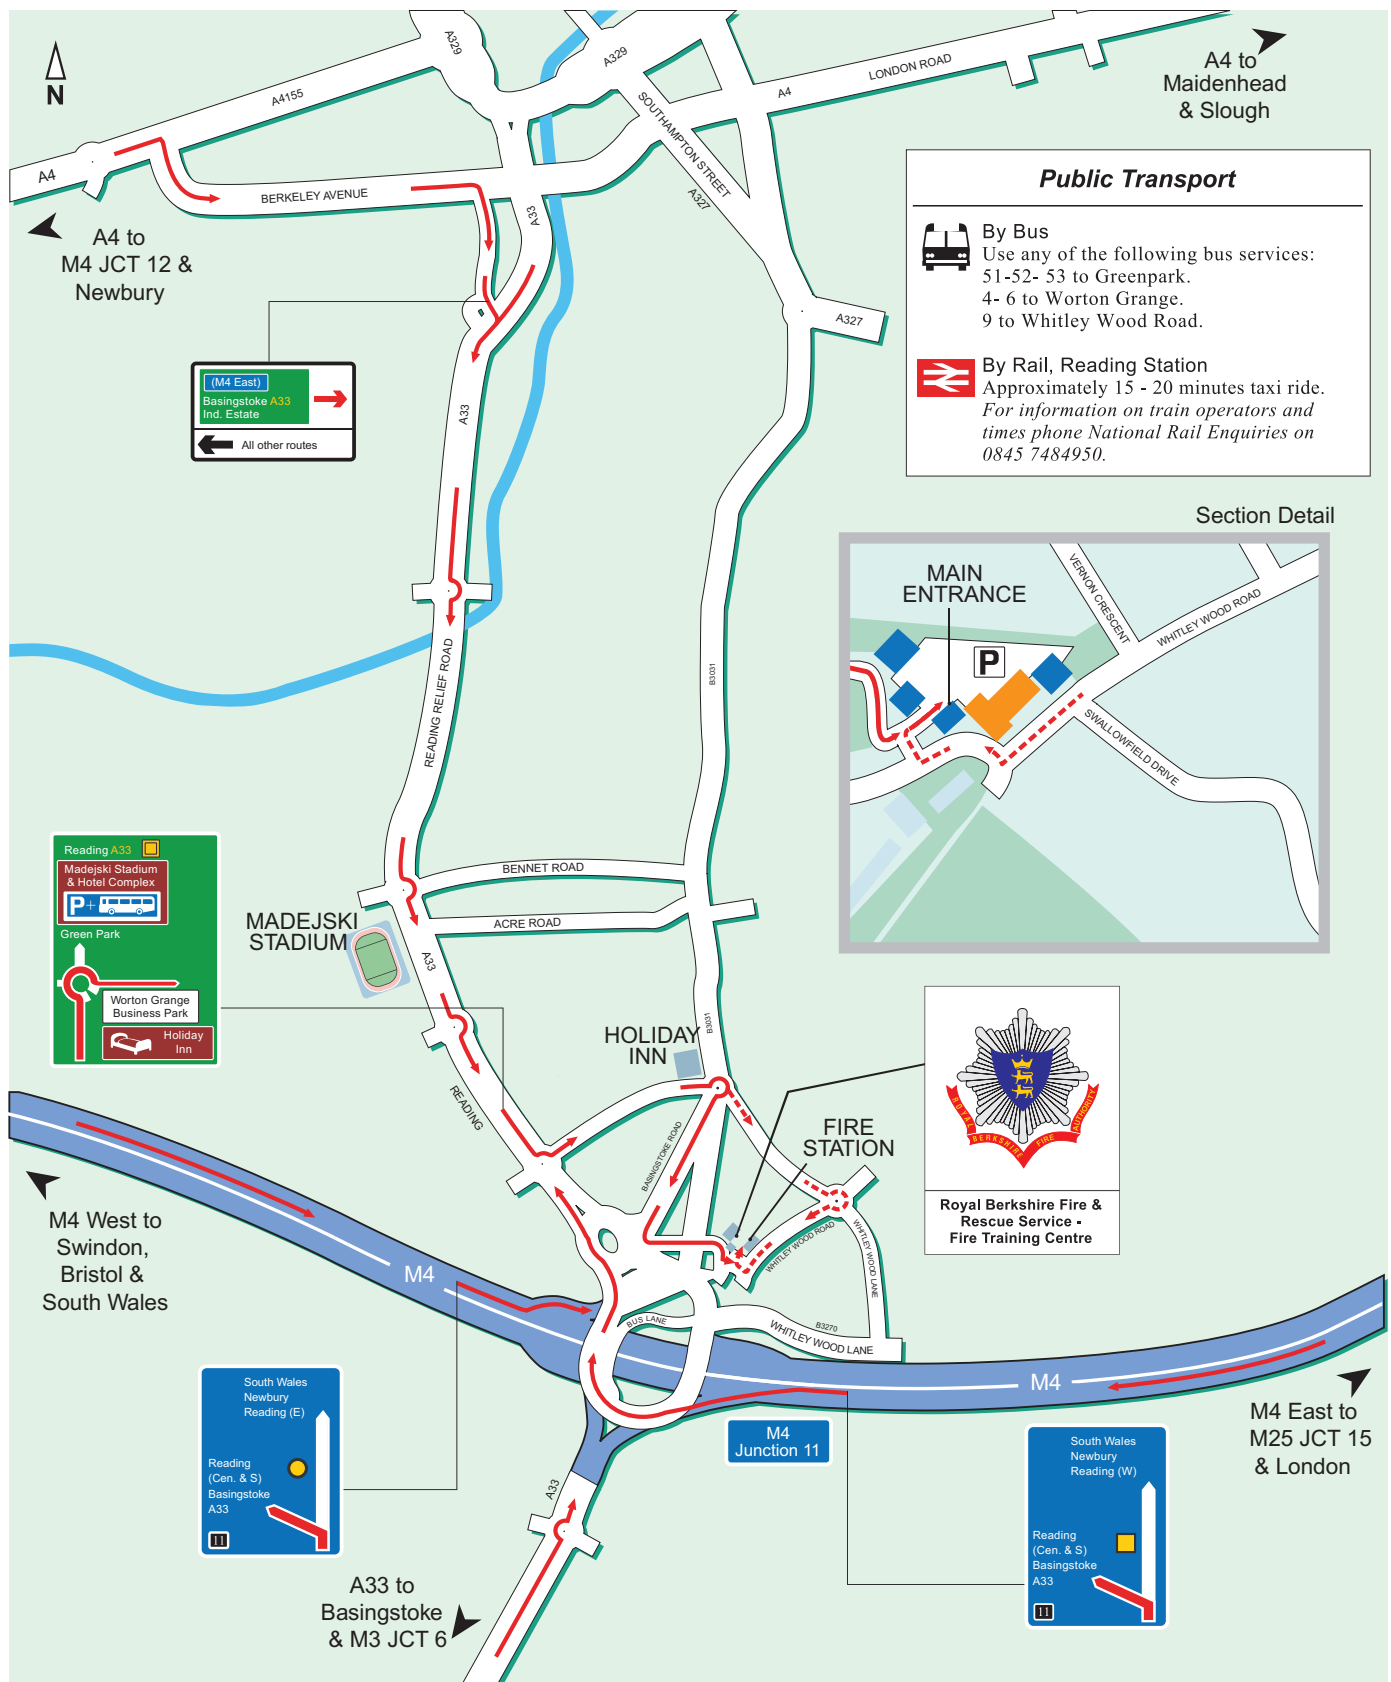 A329
A329
A4 to
Maidenhead
& Slough
N
A4155
LONDON ROAD
A4
SOUTHAMPTON STREET
A327
A4
BERKELEY AVENUE
A33
A4 to
M4 JCT 12 &
Newbury
Public Transport
By Bus
Use any of the following bus services:
51-52- 53 to Greenpark.
4- 6 to Worton Grange.
9 to Whitley Wood Road.
By Rail, Reading Station
Approximately 15 - 20 minutes taxi ride.
For information on train operators and
times phone National Rail Enquiries on
0845 7484950.
A327
(M4 East)
Basingstoke A33
Ind. Estate
All other routes
A33
Section Detail
MAIN
ENTRANCE
P
VERNON CRESCENT
WHITLEY WOOD ROAD
SWALLOWFIELD DRIVE
READING RELIEF ROAD
B3031
Reading A33
Madejski Stadium
& Hotel Complex
P+
Green Park
Worton Grange
Business Park
Holiday
Inn
BENNET ROAD
ACRE ROAD
MADEJSKI
STADIUM
A33
B3031
HOLIDAY
INN
READING
BASINGSTOKE ROAD
FIRE
STATION
WHITLEY WOOD ROAD
WHITLEY WOOD LANE
ROYAL
BERKSHIRE
FIRE
AUTHORITY
Royal Berkshire Fire &
Rescue Service -
Fire Training Centre
M4 West to
Swindon,
Bristol &
South Wales
M4
BUS LANE
B3270
WHITLEY WOOD LANE
M4
M4
Junction 11
M4 East to
M25 JCT 15
& London
South Wales
Newbury
Reading (E)
Reading
(Cen. & S)
Basingstoke
A33
11
A33
South Wales
Newbury
Reading (W)
Reading
(Cen. & S)
Basingstoke
A33
11
A33 to
Basingstoke
& M3 JCT 6